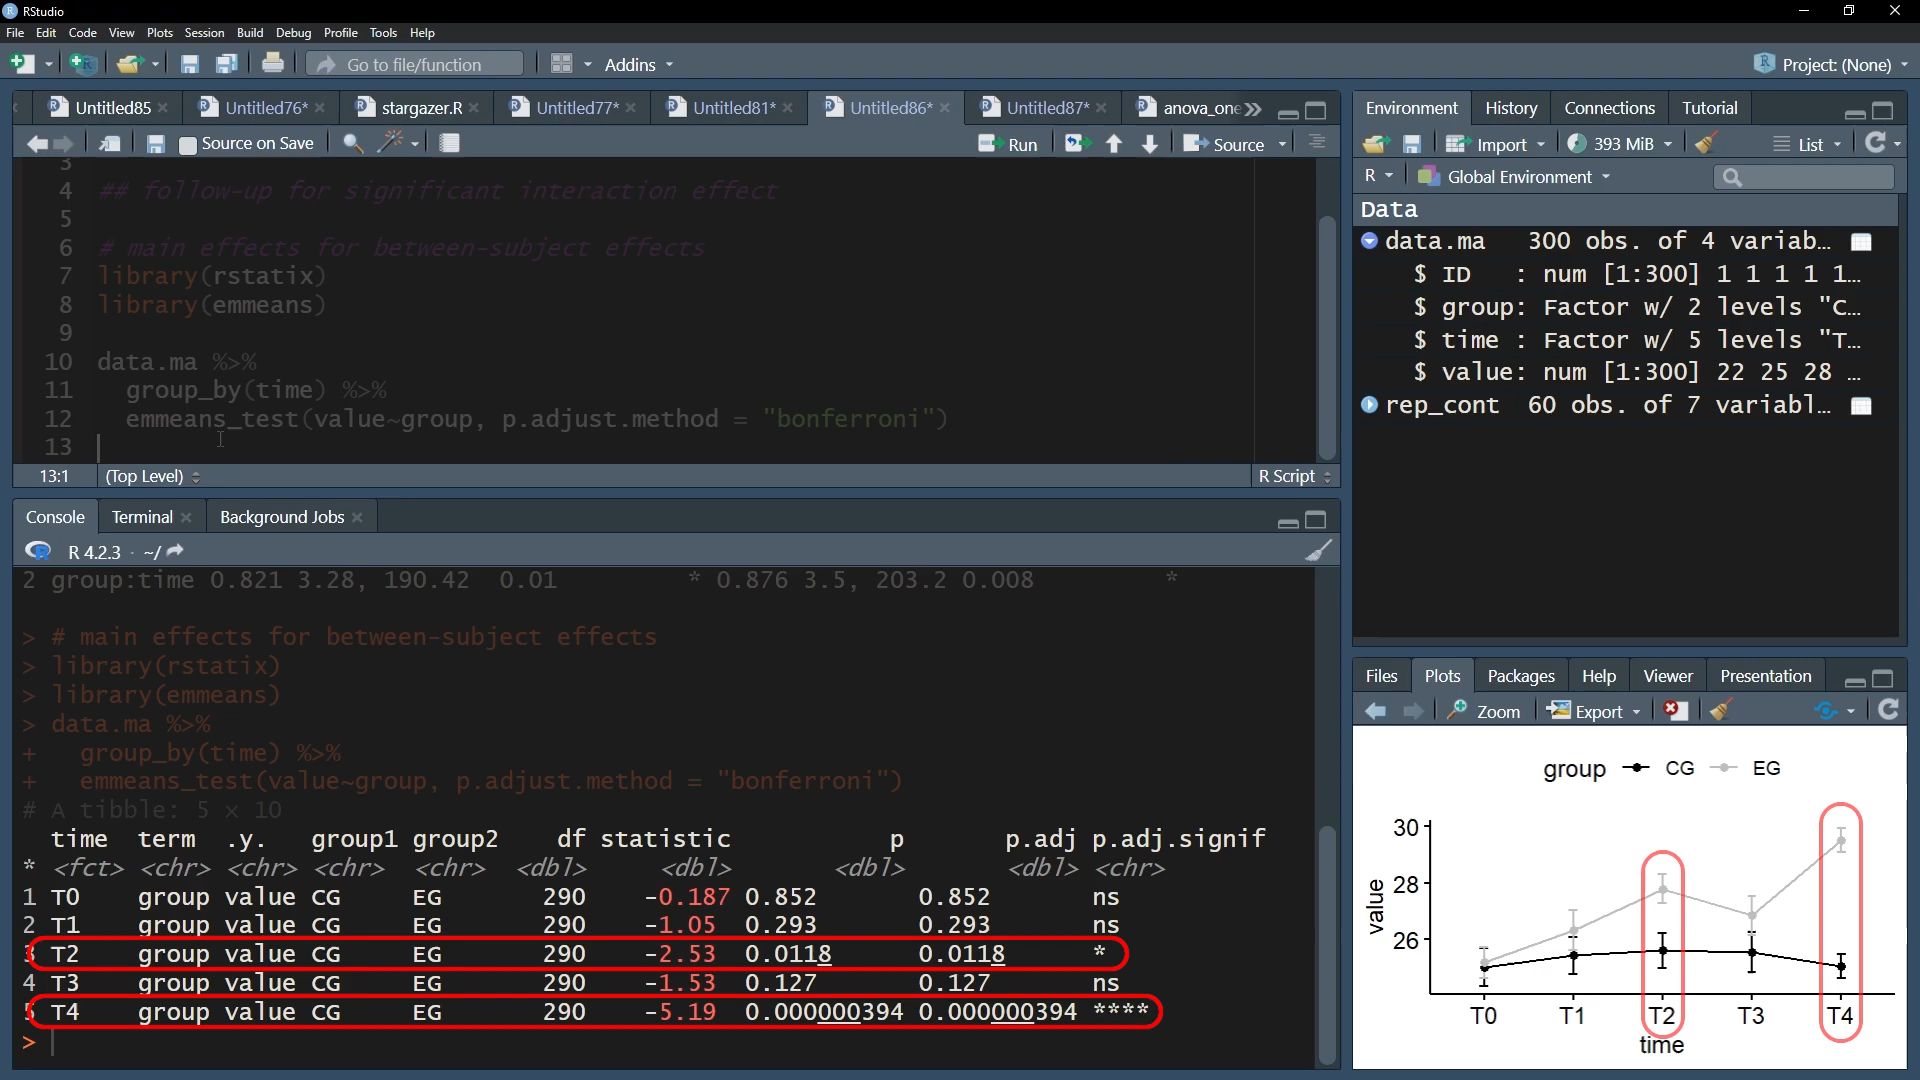 RStudio
File Edit Code View Plots Session Build Debug Profile Tools Help
Go to file/function Addins Project: (None)
Untitled85 Untitled76* stargazer.R Untitled77* Untitled81* Untitled86* Untitled87* anova_one
Source on Save Run Source
3
4 ## follow-up for significant interaction effect
5
6 # main effects for between-subject effects
7 library(rstatix)
8 library(emmeans)
9
10 data.ma %>%
11 group_by(time) %>%
12 emmeans_test(value~group, p.adjust.method = "bonferroni")
13
13:1 (Top Level) R Script
Console Terminal Background Jobs
R 4.2.3 · ~/
2 group:time 0.821 3.28, 190.42 0.01 * 0.876 3.5, 203.2 0.008 *
> # main effects for between-subject effects
> library(rstatix)
> library(emmeans)
> data.ma %>%
+ group_by(time) %>%
+ emmeans_test(value~group, p.adjust.method = "bonferroni")
# A tibble: 5 × 10
time term .y. group1 group2 df statistic p p.adj p.adj.signif
* <fct> <chr> <chr> <chr> <chr> <dbl> <dbl> <dbl> <dbl> <chr>
1 T0 group value CG EG 290 -0.187 0.852 0.852 ns
2 T1 group value CG EG 290 -1.05 0.293 0.293 ns
3 T2 group value CG EG 290 -2.53 0.0118 0.0118 *
4 T3 group value CG EG 290 -1.53 0.127 0.127 ns
5 T4 group value CG EG 290 -5.19 0.000000394 0.000000394 ****
>
Environment History Connections Tutorial
Import 393 MiB List
R Global Environment
Data
data.ma 300 obs. of 4 variab…
$ ID : num [1:300] 1 1 1 1 1…
$ group: Factor w/ 2 levels "C…
$ time : Factor w/ 5 levels "T…
$ value: num [1:300] 22 25 28 …
rep_cont 60 obs. of 7 variabl…
Files Plots Packages Help Viewer Presentation
Zoom Export
group CG EG
30
28
26
value
T0 T1 T2 T3 T4
time